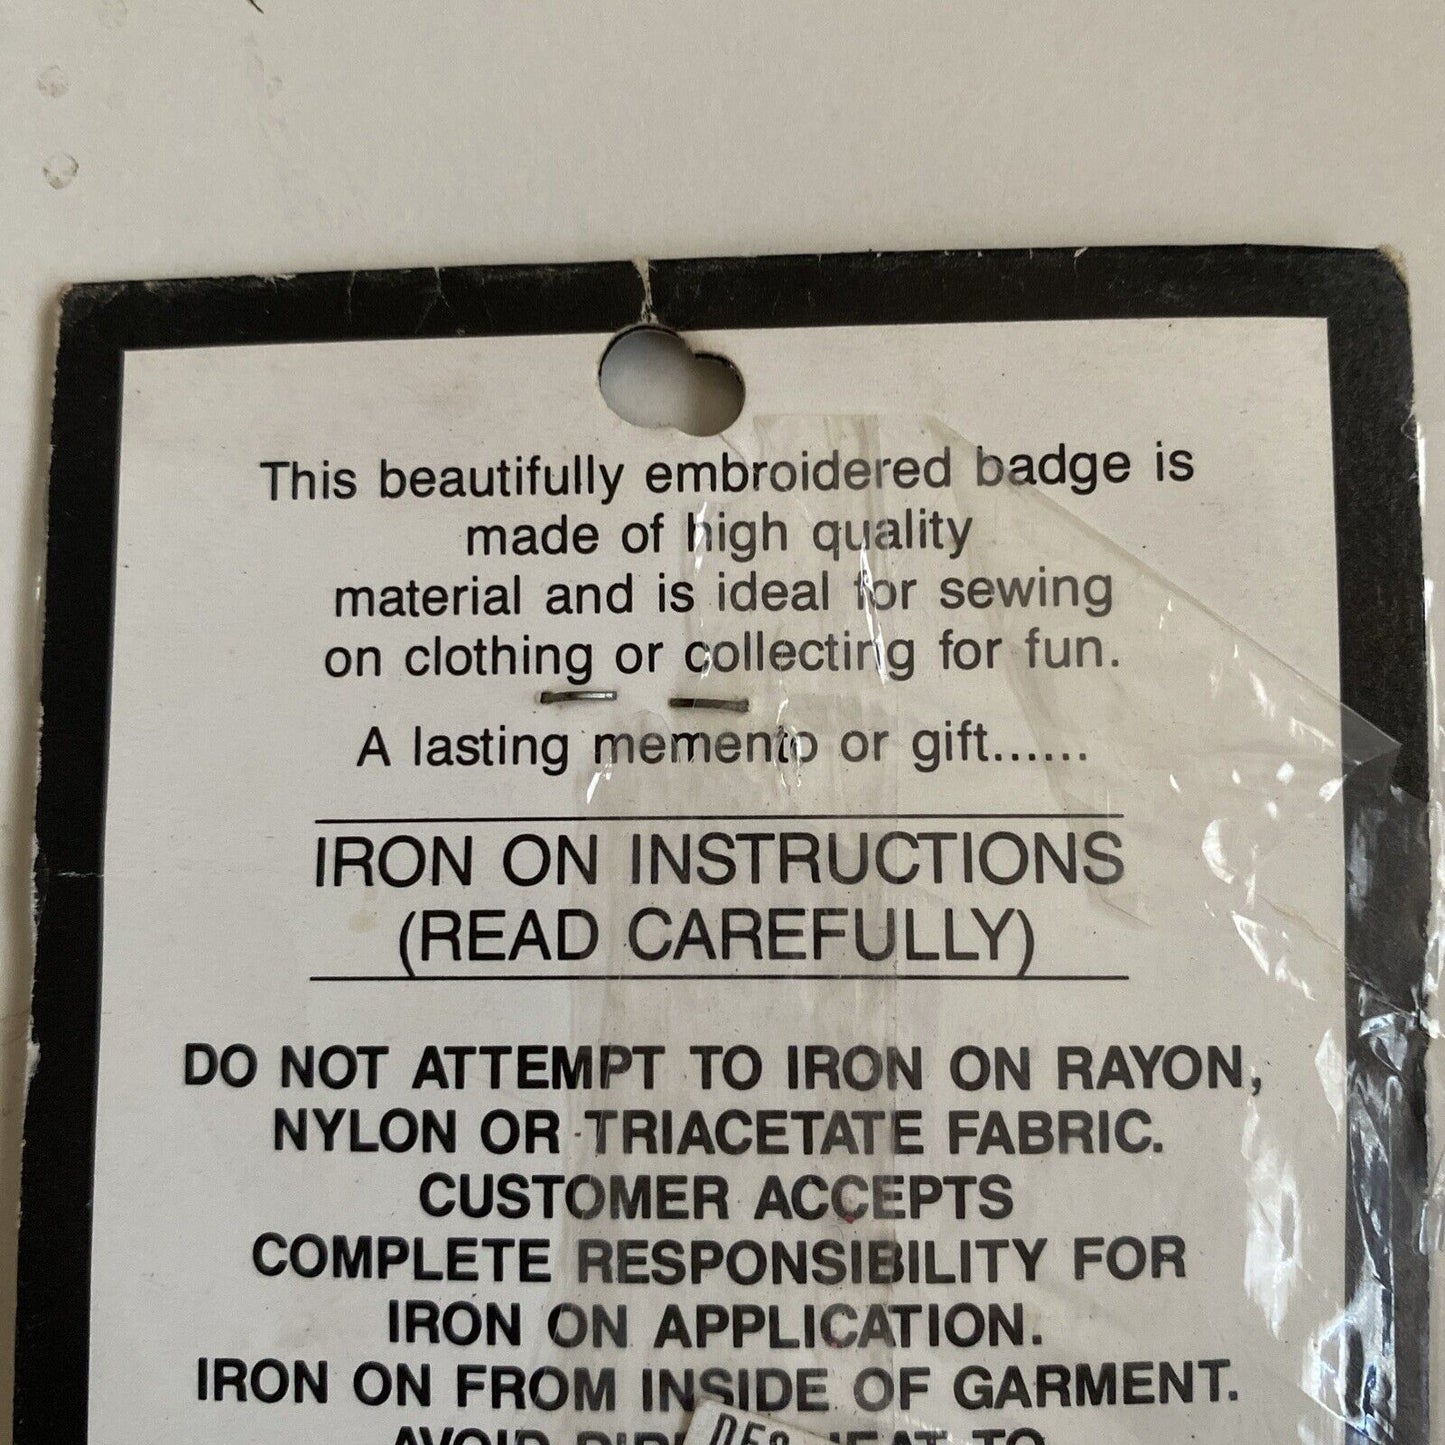 This beautifully embroidered badge is
made of high quality
material and is ideal for sewing
on clothing or collecting for fun.
A lasting memento or gift......
IRON ON INSTRUCTIONS
(READ CAREFULLY)
DO NOT ATTEMPT TO IRON ON RAYON,
NYLON OR TRIACETATE FABRIC.
CUSTOMER ACCEPTS
COMPLETE RESPONSIBILITY FOR
IRON ON APPLICATION.
IRON ON FROM INSIDE OF GARMENT.
AVOID TO